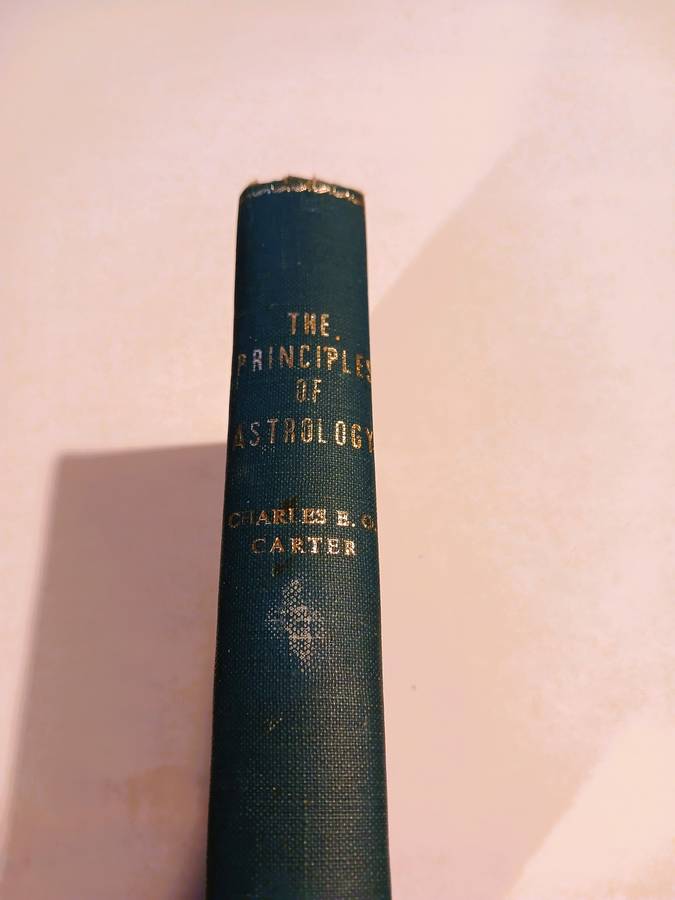 THE
PRINCIPLES
OF
ASTROLOGY
CHARLES E. O.
CARTER